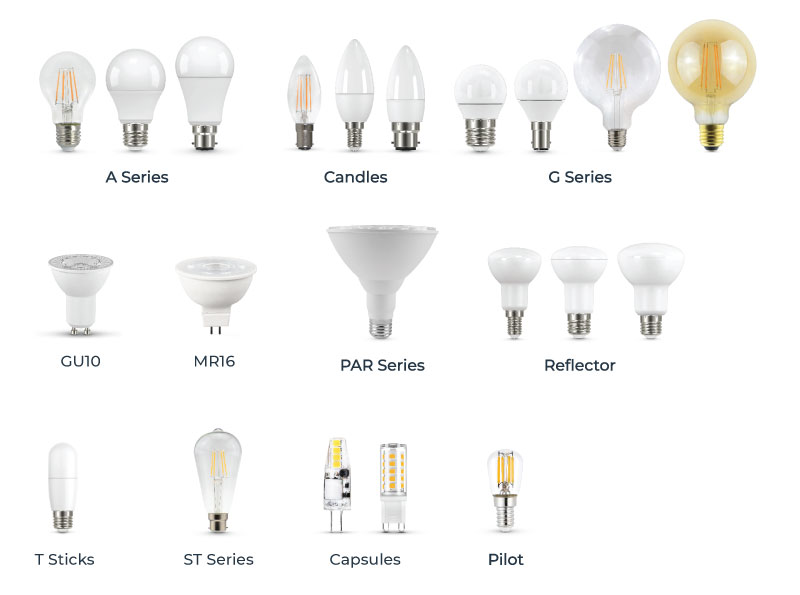 A Series
Candles
G Series
GU10
MR16
PAR Series
Reflector
T Sticks
ST Series
Capsules
Pilot